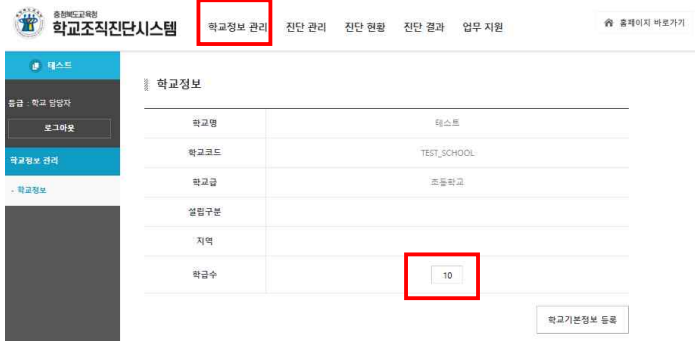 충청북도교육청
학교조직진단시스템
학교정보 관리 진단 관리 진단 현황 진단 결과 업무 지원
홈페이지 바로가기
테스트
등급 : 학교 담당자
로그아웃
학교정보 관리
- 학교정보
학교정보
학교명 테스트
학교코드 TEST_SCHOOL
학교급 초등학교
설립구분
지역
학급수 10
학교기본정보 등록